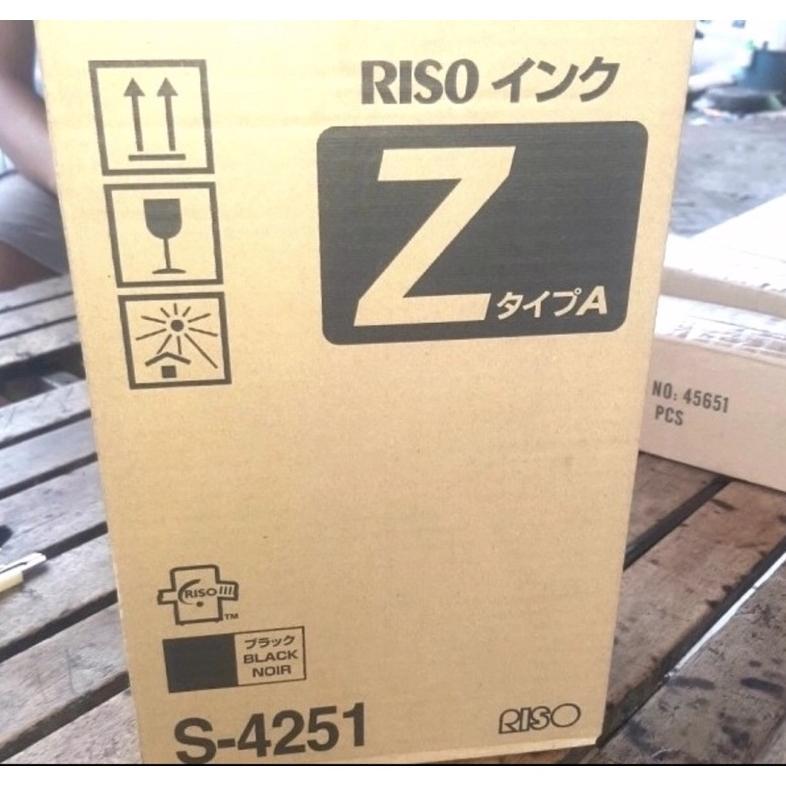 RISO インク
Z タイプA
NO: 45651
PCS
RISO
TM
ブラック
BLACK
NOIR
S-4251
RISO